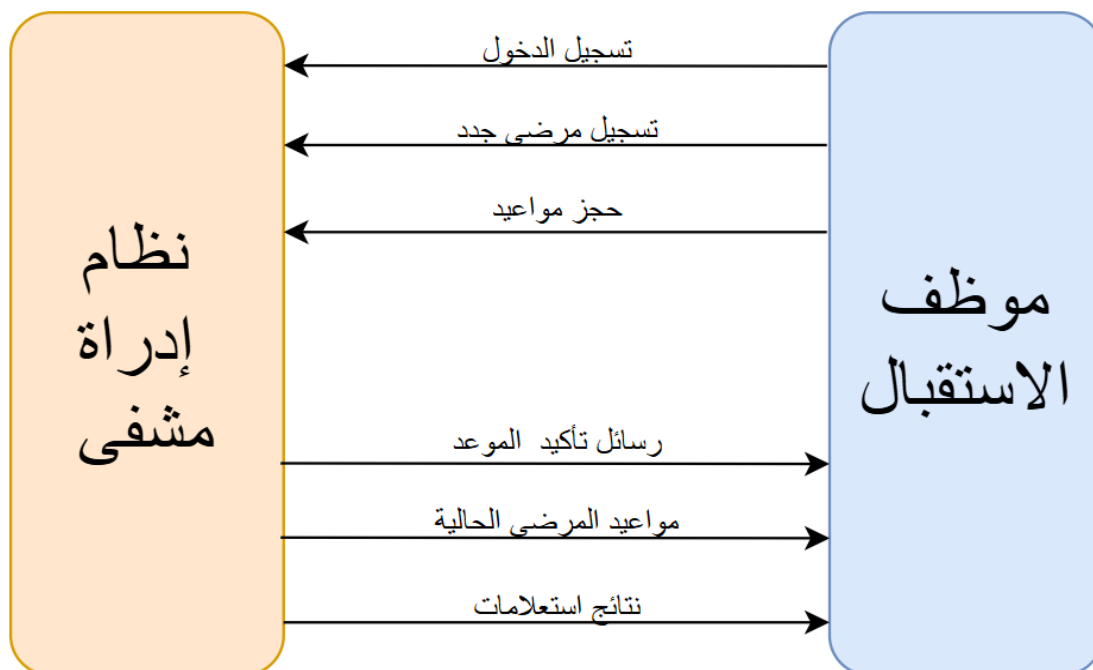 تسجيل الدخول
تسجيل مرضى جدد
حجز مواعيد
موظف
الاستقبال
نظام
إدراة
مشفى
رسائل تأكيد الموعد
مواعيد المرضى الحالية
نتائج استعلامات